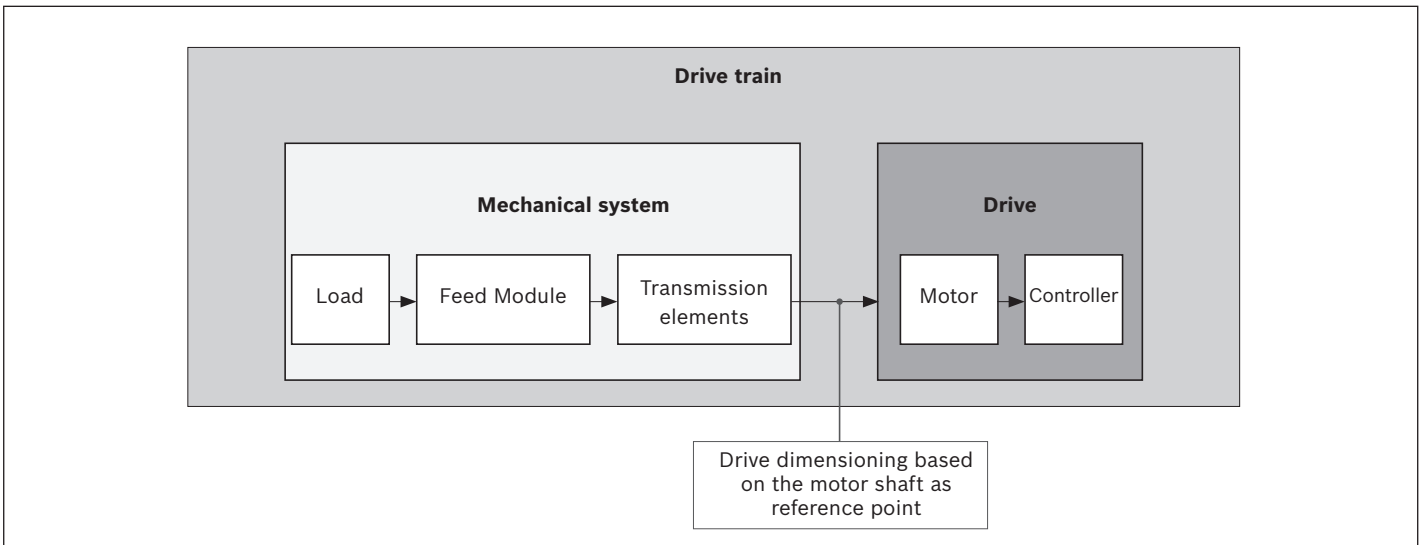 Drive train
Mechanical system
Drive
Load
Feed Module
Transmission
elements
Motor
Controller
Drive dimensioning based
on the motor shaft as
reference point